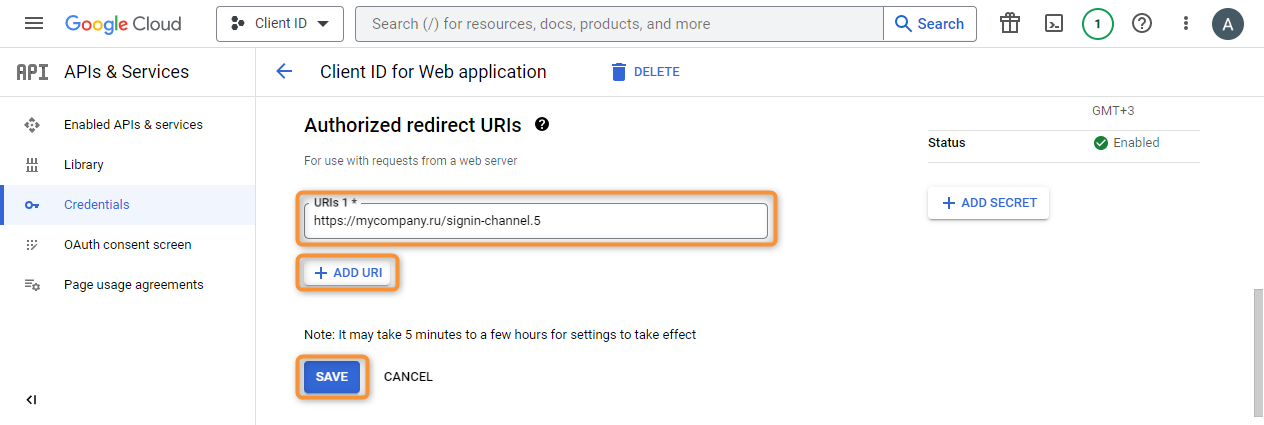 Google Cloud
Client ID
Search (/) for resources, docs, products, and more
Search
1
A
API
APIs & Services
Client ID for Web application
DELETE
Enabled APIs & services
Library
Credentials
OAuth consent screen
Page usage agreements
Authorized redirect URIs
For use with requests from a web server
URIs 1 *
https://mycompany.ru/signin-channel.5
+ ADD URI
Note: It may take 5 minutes to a few hours for settings to take effect
SAVE
CANCEL
GMT+3
Status
Enabled
+ ADD SECRET